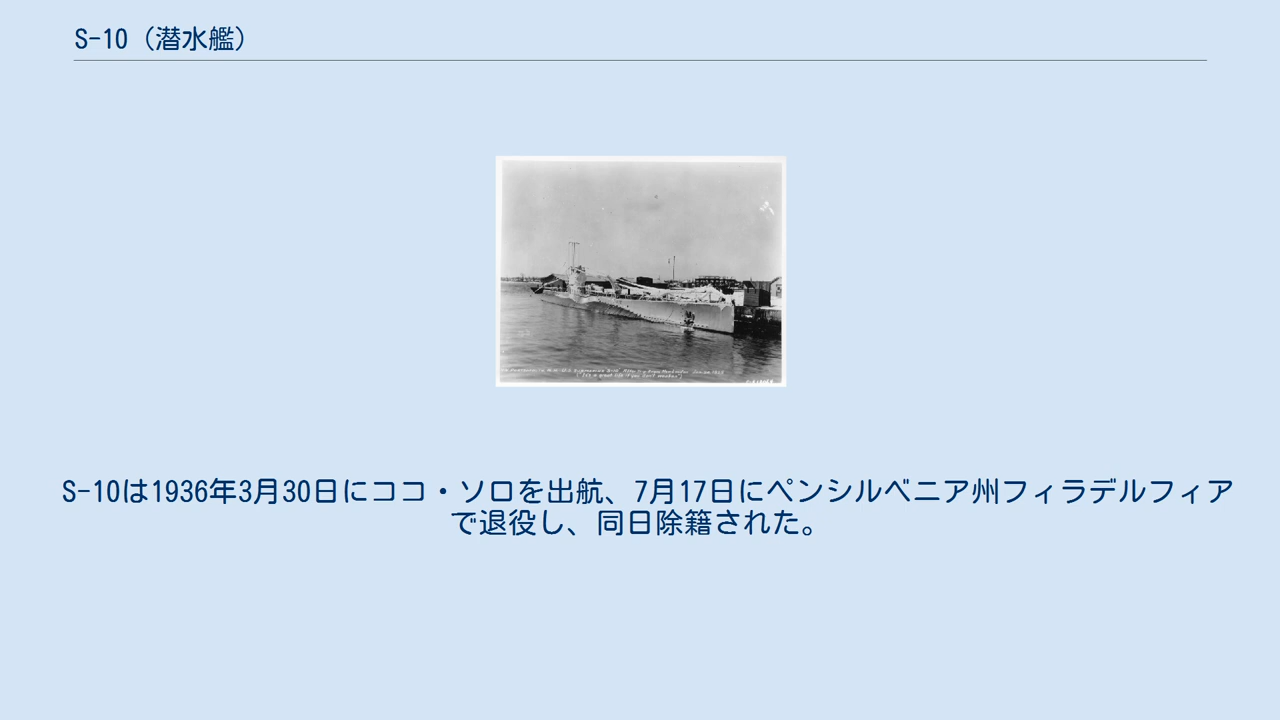 S-10（潜水艦）
S-10は1936年3月30日にココ・ソロを出航、7月17日にペンシルベニア州フィラデルフィア
で退役し、同日除籍された。